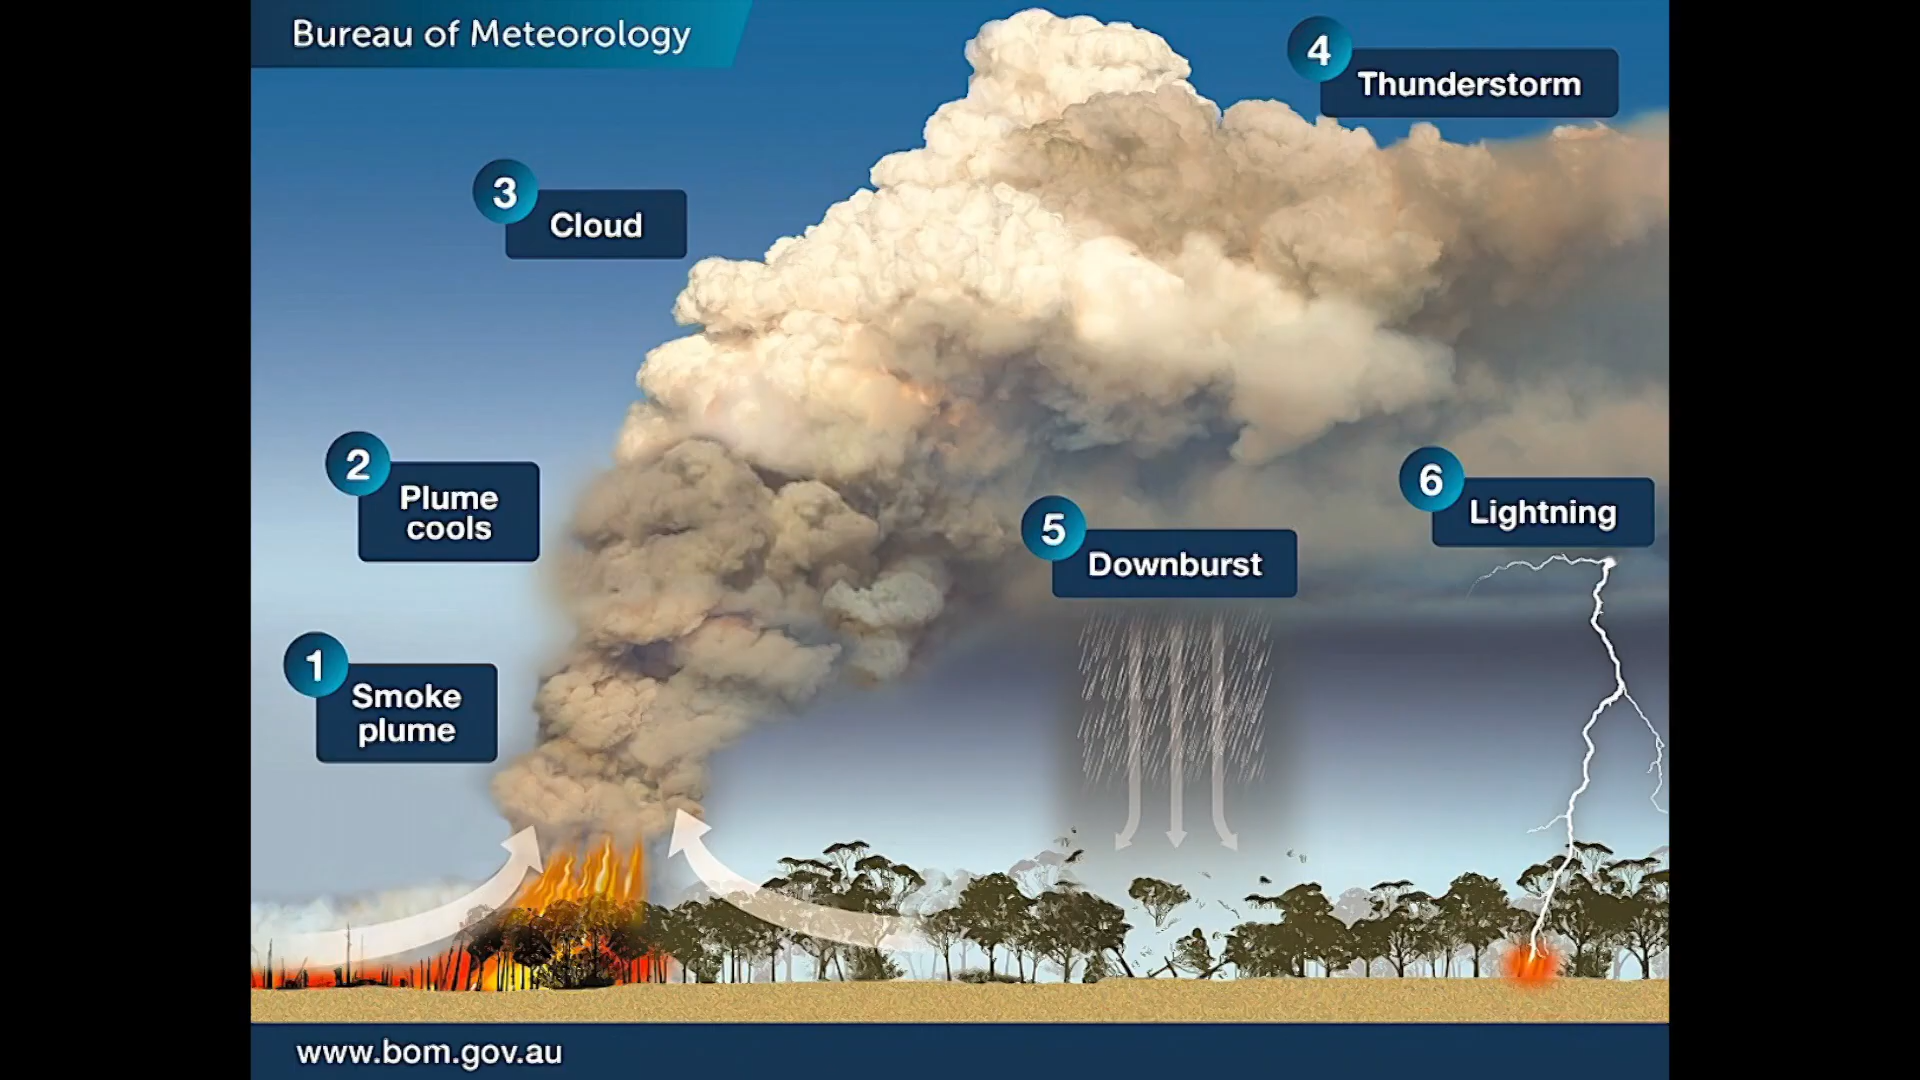 Bureau of Meteorology
4
Thunderstorm
3
Cloud
2
Plume
cools
6
Lightning
5
Downburst
1
Smoke
plume
www.bom.gov.au